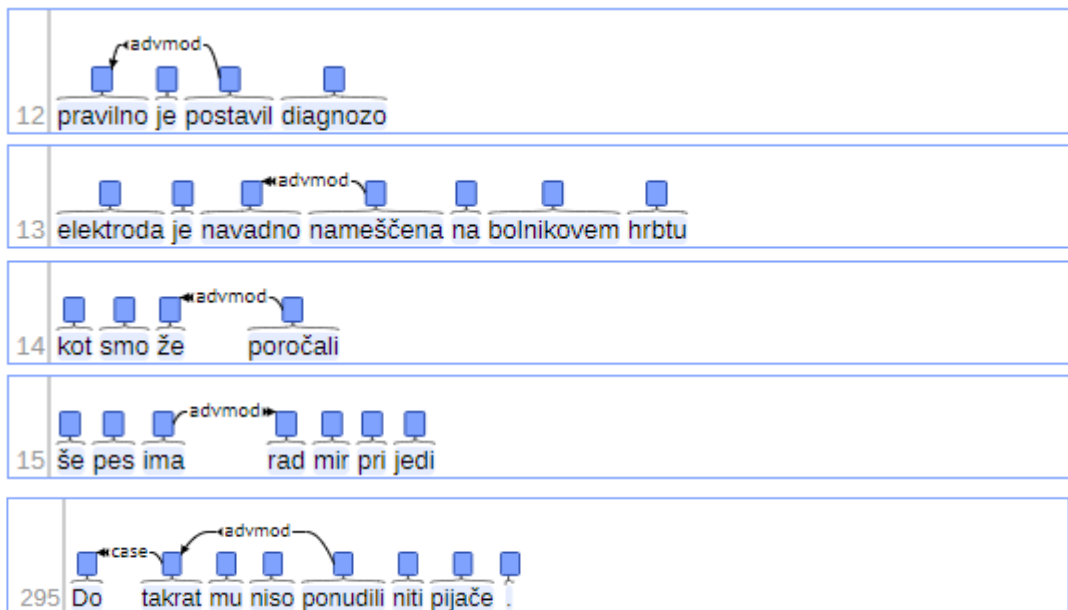 advmod
12 pravilno je postavil diagnozo
advmod
13 elektroda je navadno nameščena na bolnikovem hrbtu
advmod
14 kot smo že poročali
advmod
15 še pes ima rad mir pri jedi
advmod
case
295 Do takrat mu niso ponudili niti pijače .